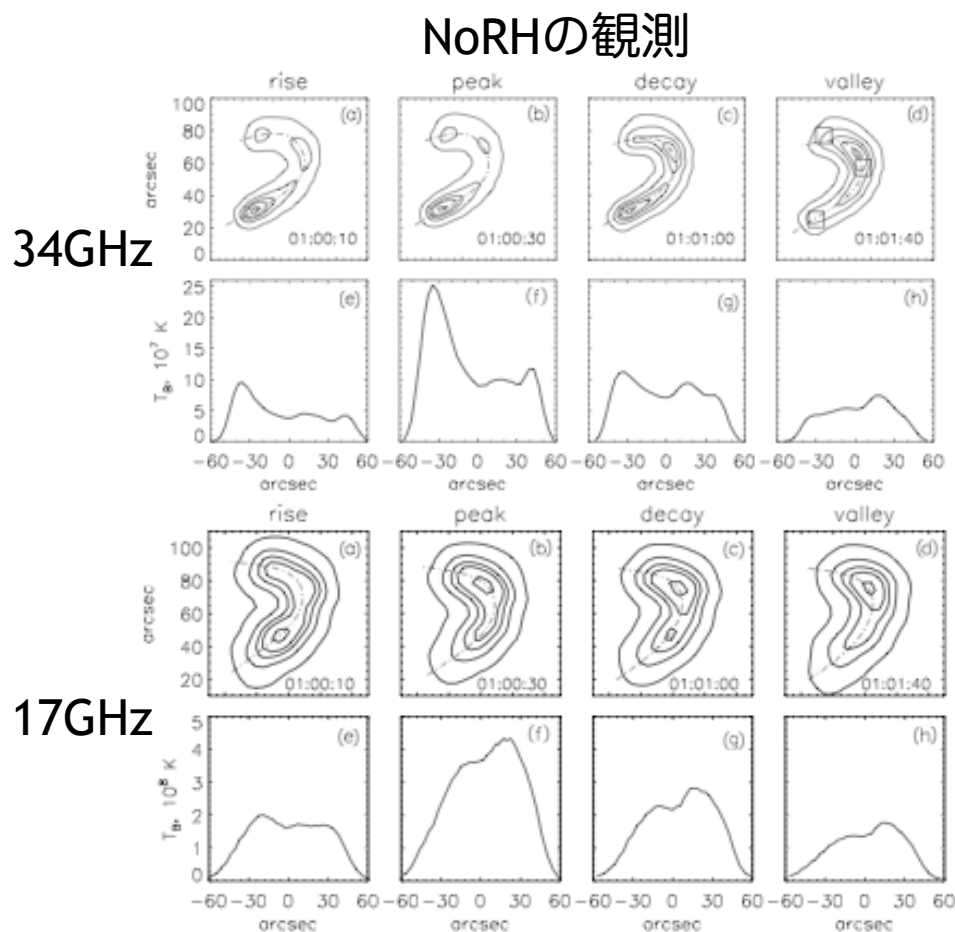 NoRHの観測
rise peak decay valley
100 80 60 40 20 0
arcsec
(a) (b) (c) (d)
01:00:10 01:00:30 01:01:00 01:01:40
34GHz
25 20 15 10 5 0
T_B, 10^7 K
(e) (f) (g) (h)
-60 -30 0 30 60 -60 -30 0 30 60 -60 -30 0 30 60 -60 -30 0 30 60
arcsec arcsec arcsec arcsec
rise peak decay valley
100 80 60 40 20
arcsec
(a) (b) (c) (d)
01:00:10 01:00:30 01:01:00 01:01:40
17GHz
5 4 3 2 1 0
T_B, 10^8 K
(e) (f) (g) (h)
-60 -30 0 30 60 -60 -30 0 30 60 -60 -30 0 30 60 -60 -30 0 30 60
arcsec arcsec arcsec arcsec